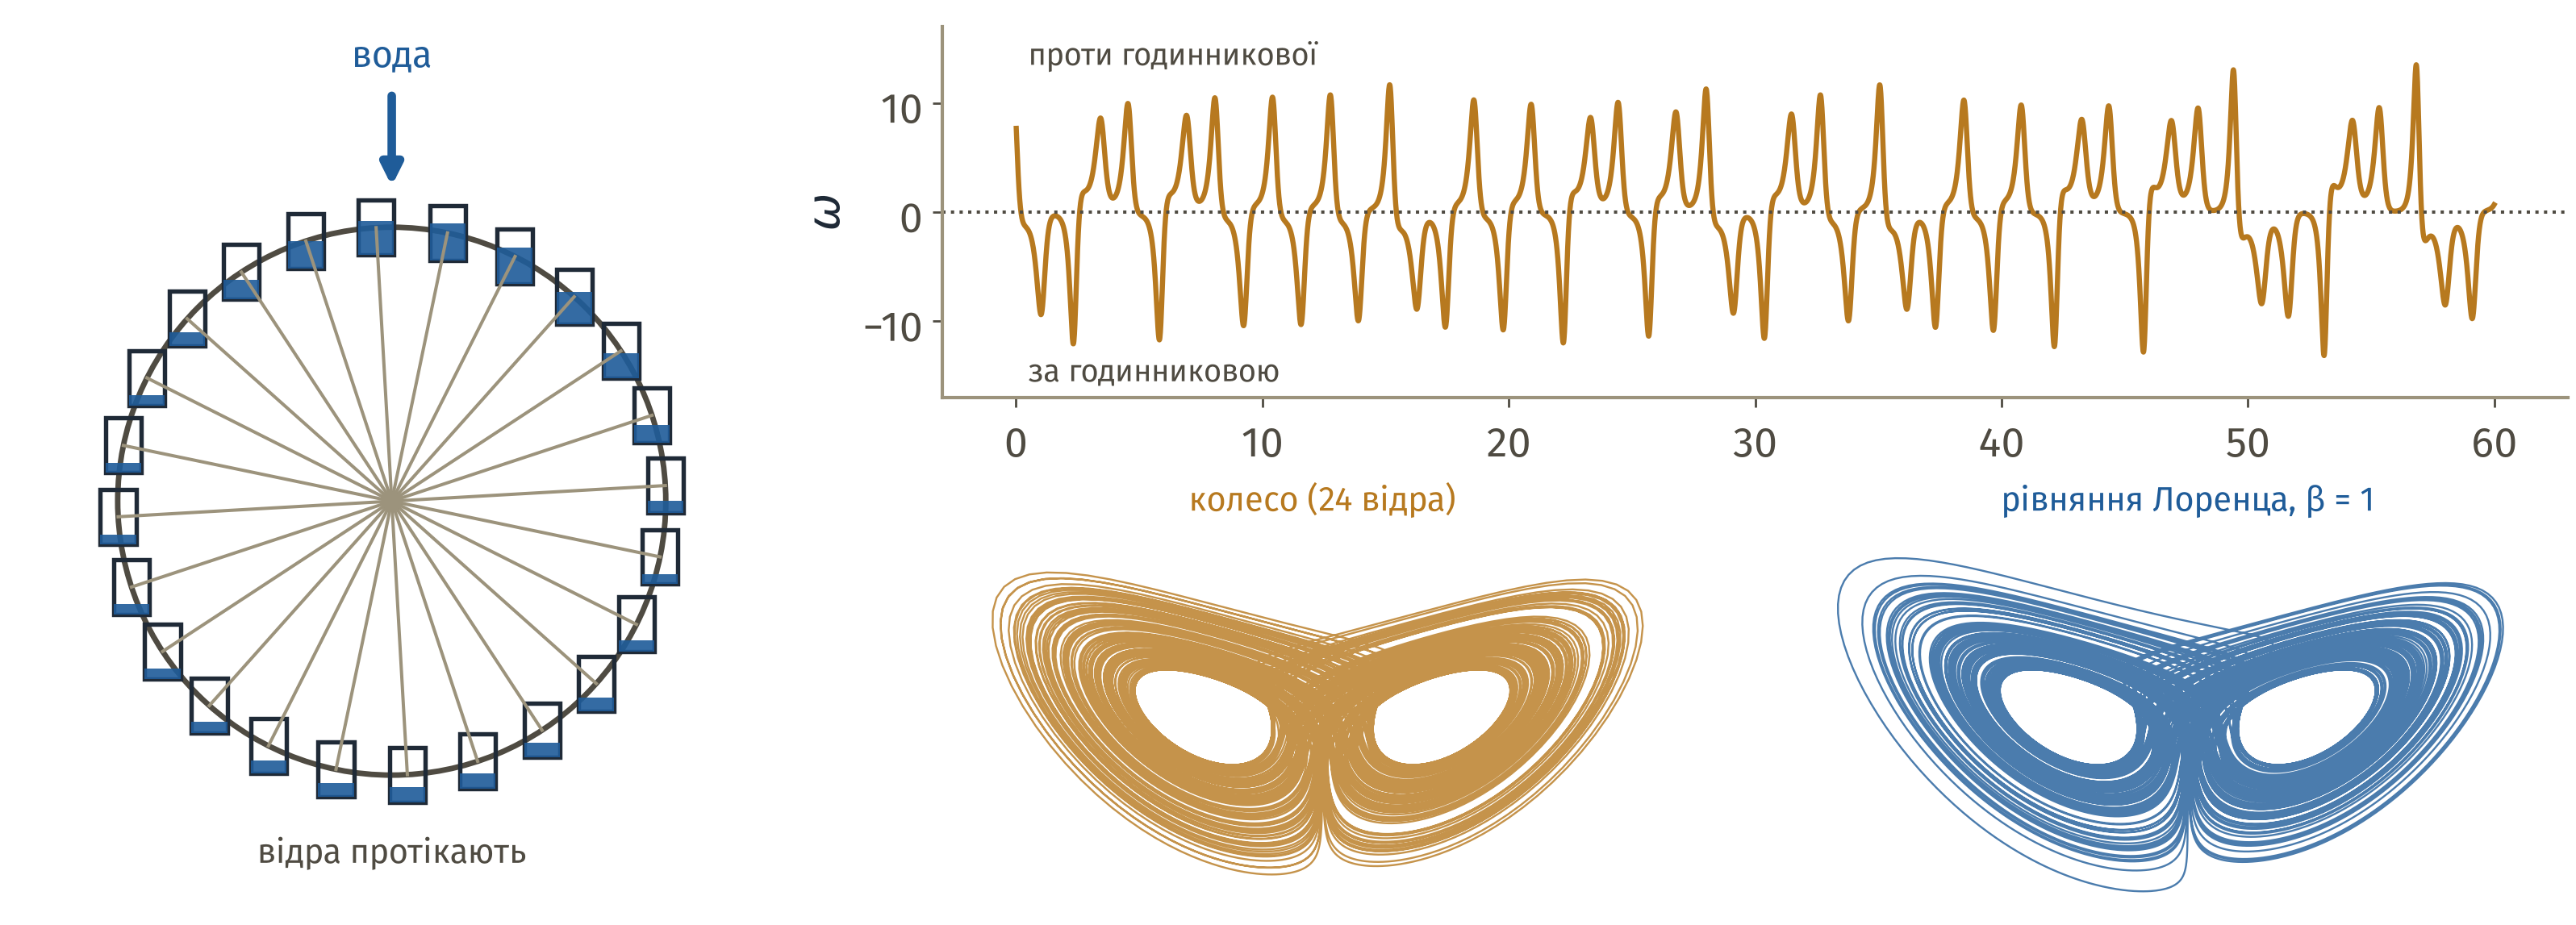 вода
відра протікають
проти годинникової
ω
10
0
−10
за годинниковою
0 10 20 30 40 50 60
колесо (24 відра)
рівняння Лоренца, β = 1